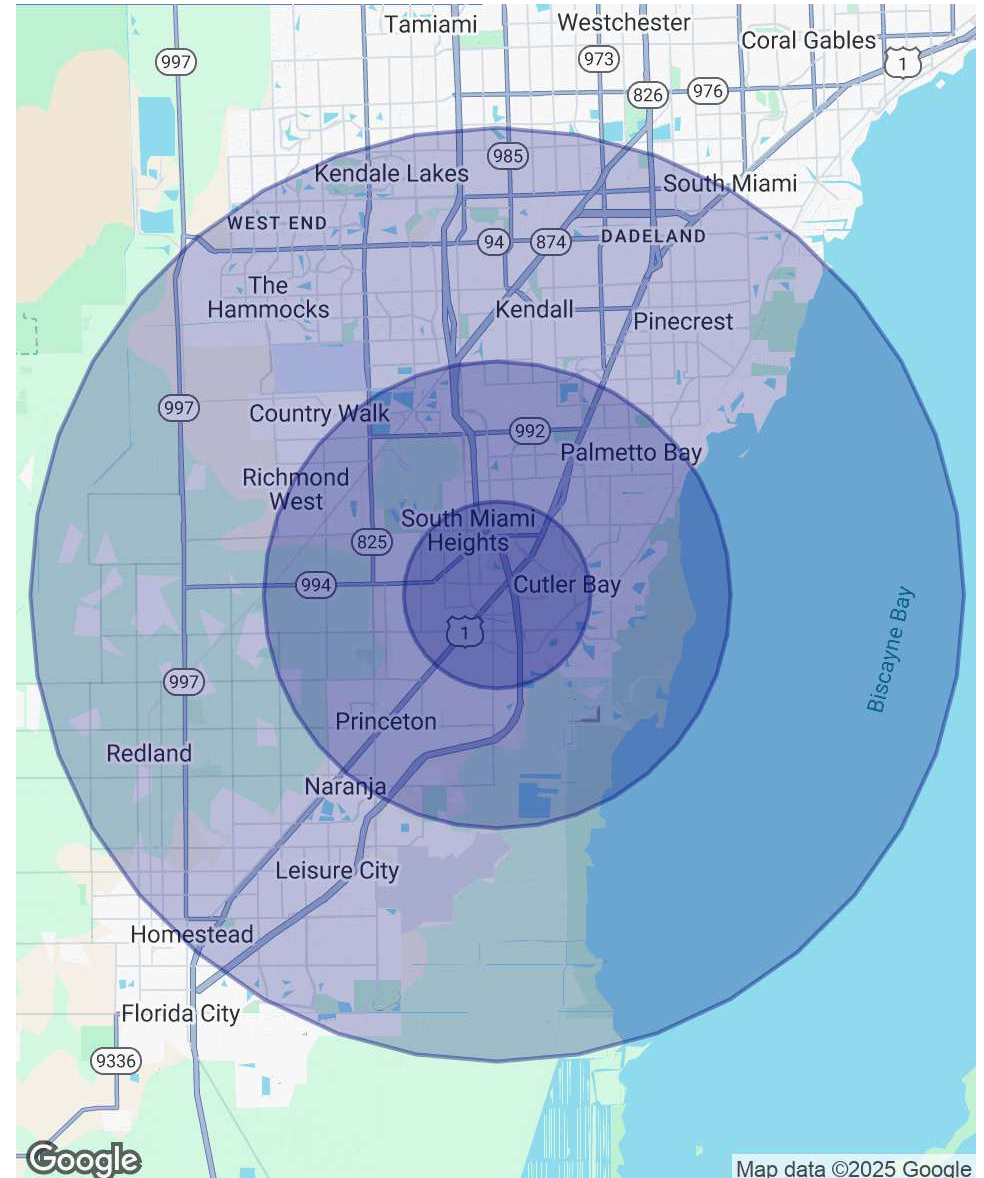 Tamiami
Westchester
Coral Gables
997
973
1
826
976
985
Kendale Lakes
South Miami
WEST END
94
874
DADELAND
The
Hammocks
Kendall
Pinecrest
997
Country Walk
992
Palmetto Bay
Richmond
West
South Miami
Heights
825
994
Cutler Bay
1
Biscayne Bay
997
Princeton
Redland
Naranja
Leisure City
Homestead
Florida City
9336
Google
Map data ©2025 Google